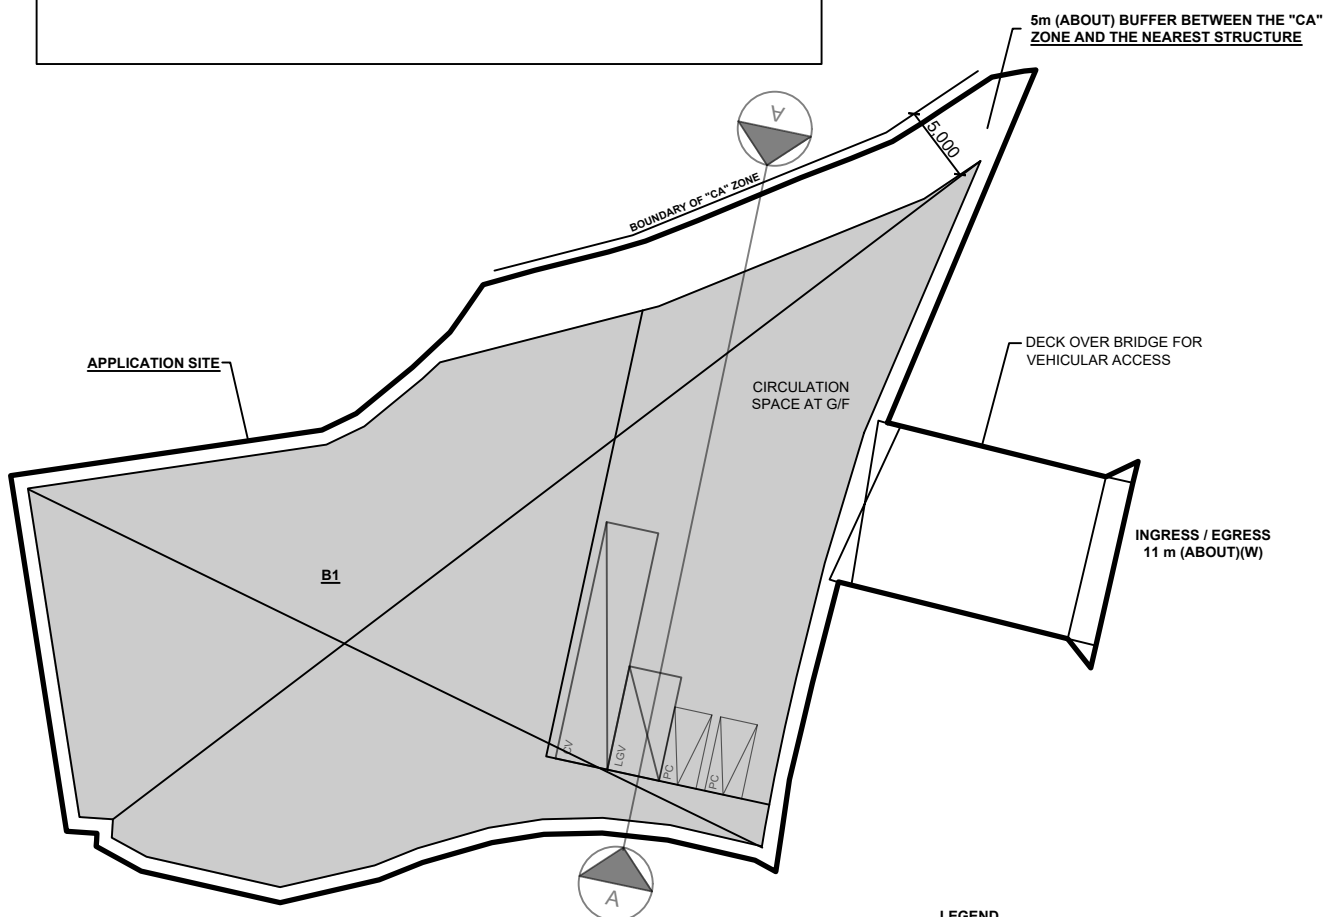 5m (ABOUT) BUFFER BETWEEN THE "CA"
ZONE AND THE NEAREST STRUCTURE
A
5,000
BOUNDARY OF "CA" ZONE
DECK OVER BRIDGE FOR
VEHICULAR ACCESS
APPLICATION SITE
CIRCULATION
SPACE AT G/F
INGRESS / EGRESS
11 m (ABOUT)(W)
B1
LGV
PC
PC
A
LEGEND